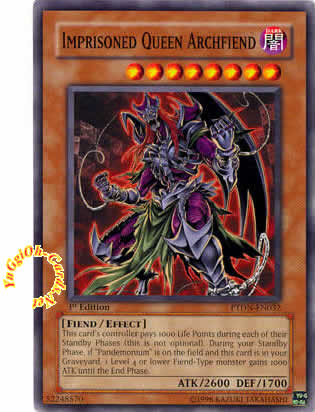 IMPRISONED QUEEN ARCHFIEND
DARK
闇
YuGgiOh-Cards.Net
1st Edition
PTDN-EN032
[FIEND / EFFECT]
This card's controller pays 1000 Life Points during each of their
Standby Phases (this is not optional). During your Standby
Phase, if "Pandemonium" is on the field and this card is in your
Graveyard, 1 Level 4 or lower Fiend-Type monster gains 1000
ATK until the End Phase.
ATK/2600 DEF/1700
52248570
©1996 KAZUKI TAKAHASHI